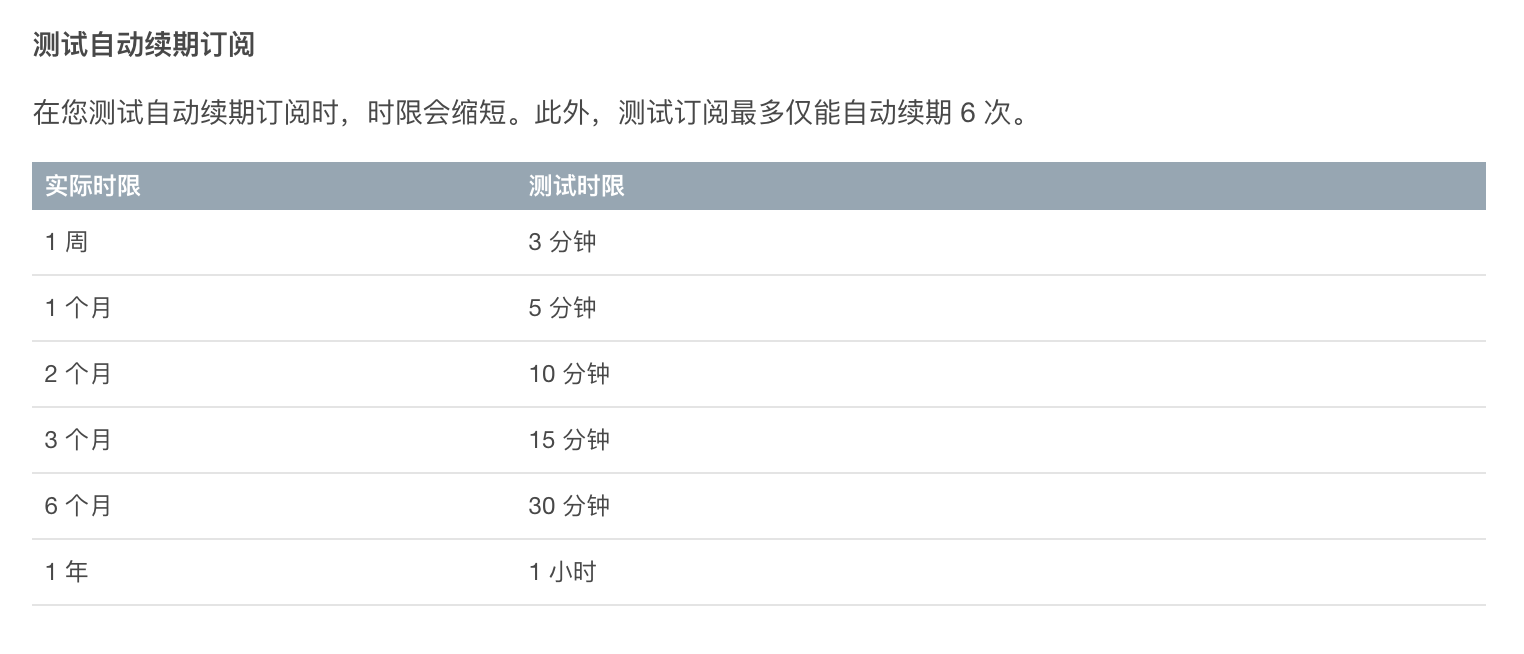 测试自动续期订阅
在您测试自动续期订阅时，时限会缩短。此外，测试订阅最多仅能自动续期 6 次。
实际时限 测试时限
1 周 3 分钟
1 个月 5 分钟
2 个月 10 分钟
3 个月 15 分钟
6 个月 30 分钟
1 年 1 小时